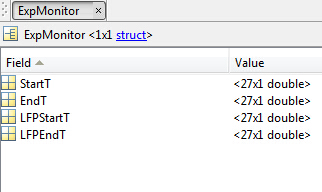 ExpMonitor ×
ExpMonitor <1x1 struct>
Field Value
StartT <27x1 double>
EndT <27x1 double>
LFPStartT <27x1 double>
LFPEndT <27x1 double>